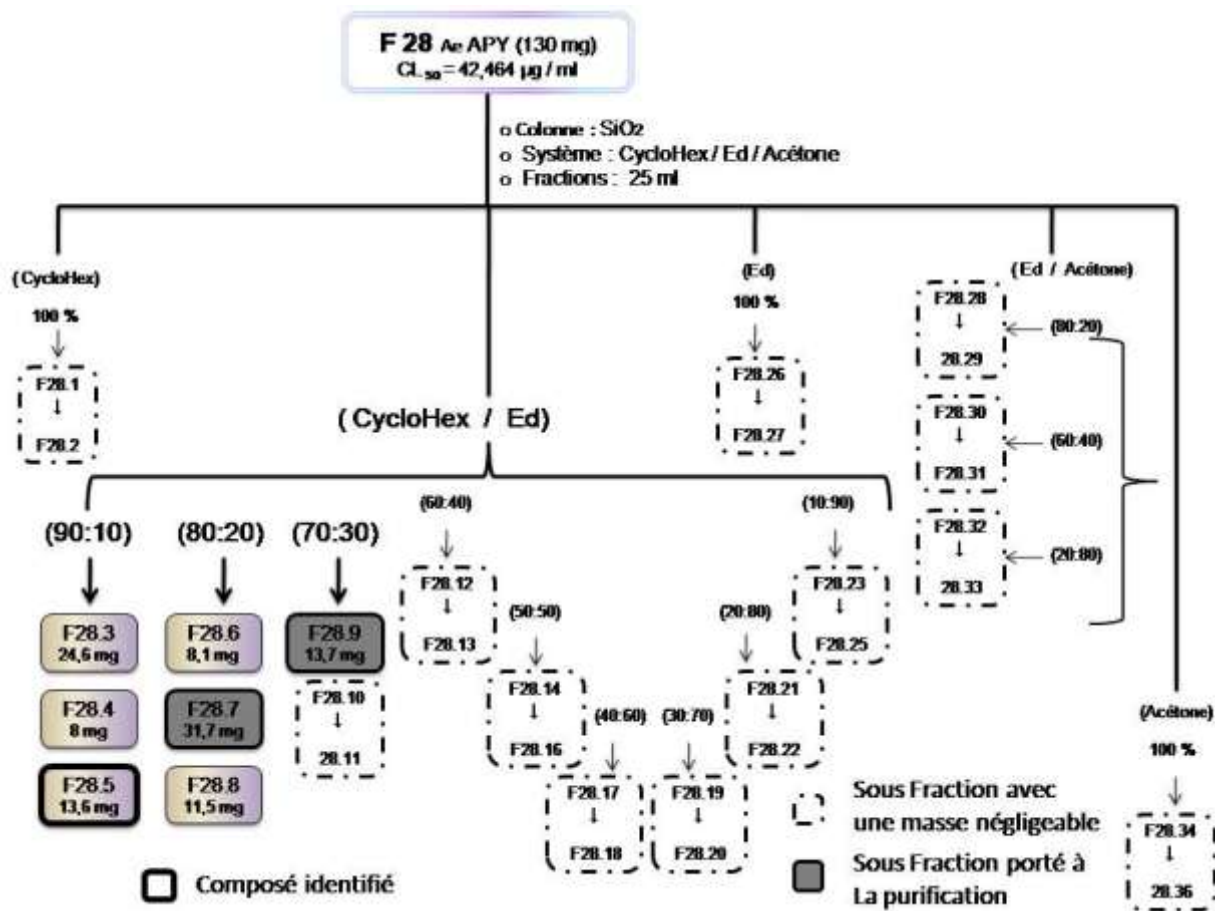 F 28 Ae APY (130 mg)
CL 50 = 42,464 µg / ml
o Colonne : SiO2
o Système : CycloHex / Ed / Acétone
o Fractions : 25 ml
(CycloHex)
100 %
F28.1
↓
F28.2
(CycloHex / Ed)
(Ed)
100 %
F28.26
↓
F28.27
(Ed / Acétone)
F28.28
↓
28.29
(80:20)
F28.30
↓
F28.31
(60:40)
F28.32
↓
28.33
(20:80)
(90:10)
F28.3
24,6 mg
F28.4
8 mg
F28.5
13,6 mg
(80:20)
F28.6
8,1 mg
F28.7
31,7 mg
F28.8
11,5 mg
(70:30)
F28.9
13,7 mg
F28.10
↓
28.11
(60:40)
F28.12
↓
F28.13
(50:50)
F28.14
↓
F28.16
(40:60)
F28.17
↓
F28.18
(30:70)
F28.19
↓
F28.20
(20:80)
F28.21
↓
F28.22
(10:90)
F28.23
↓
F28.25
(Acétone)
100 %
F28.34
↓
28.36
Sous Fraction avec
une masse négligeable
Sous Fraction porté à
La purification
Composé identifié